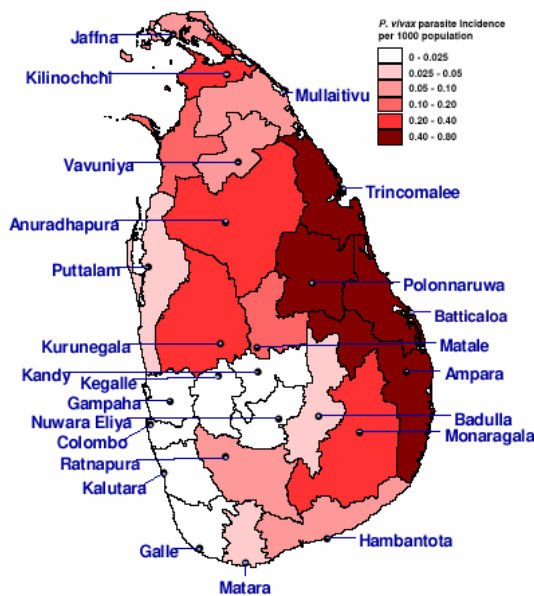 P. vivax parasite incidence
per 1000 population
0 - 0.025
0.025 - 0.05
0.05 - 0.10
0.10 - 0.20
0.20 - 0.40
0.40 - 0.80
Jaffna
Kilinochchi
Mullaitivu
Vavuniya
Trincomalee
Anuradhapura
Puttalam
Polonnaruwa
Batticaloa
Kurunegala
Matale
Kandy
Ampara
Kegalle
Gampaha
Nuwara Eliya
Badulla
Colombo
Monaragala
Ratnapura
Kalutara
Hambantota
Galle
Matara